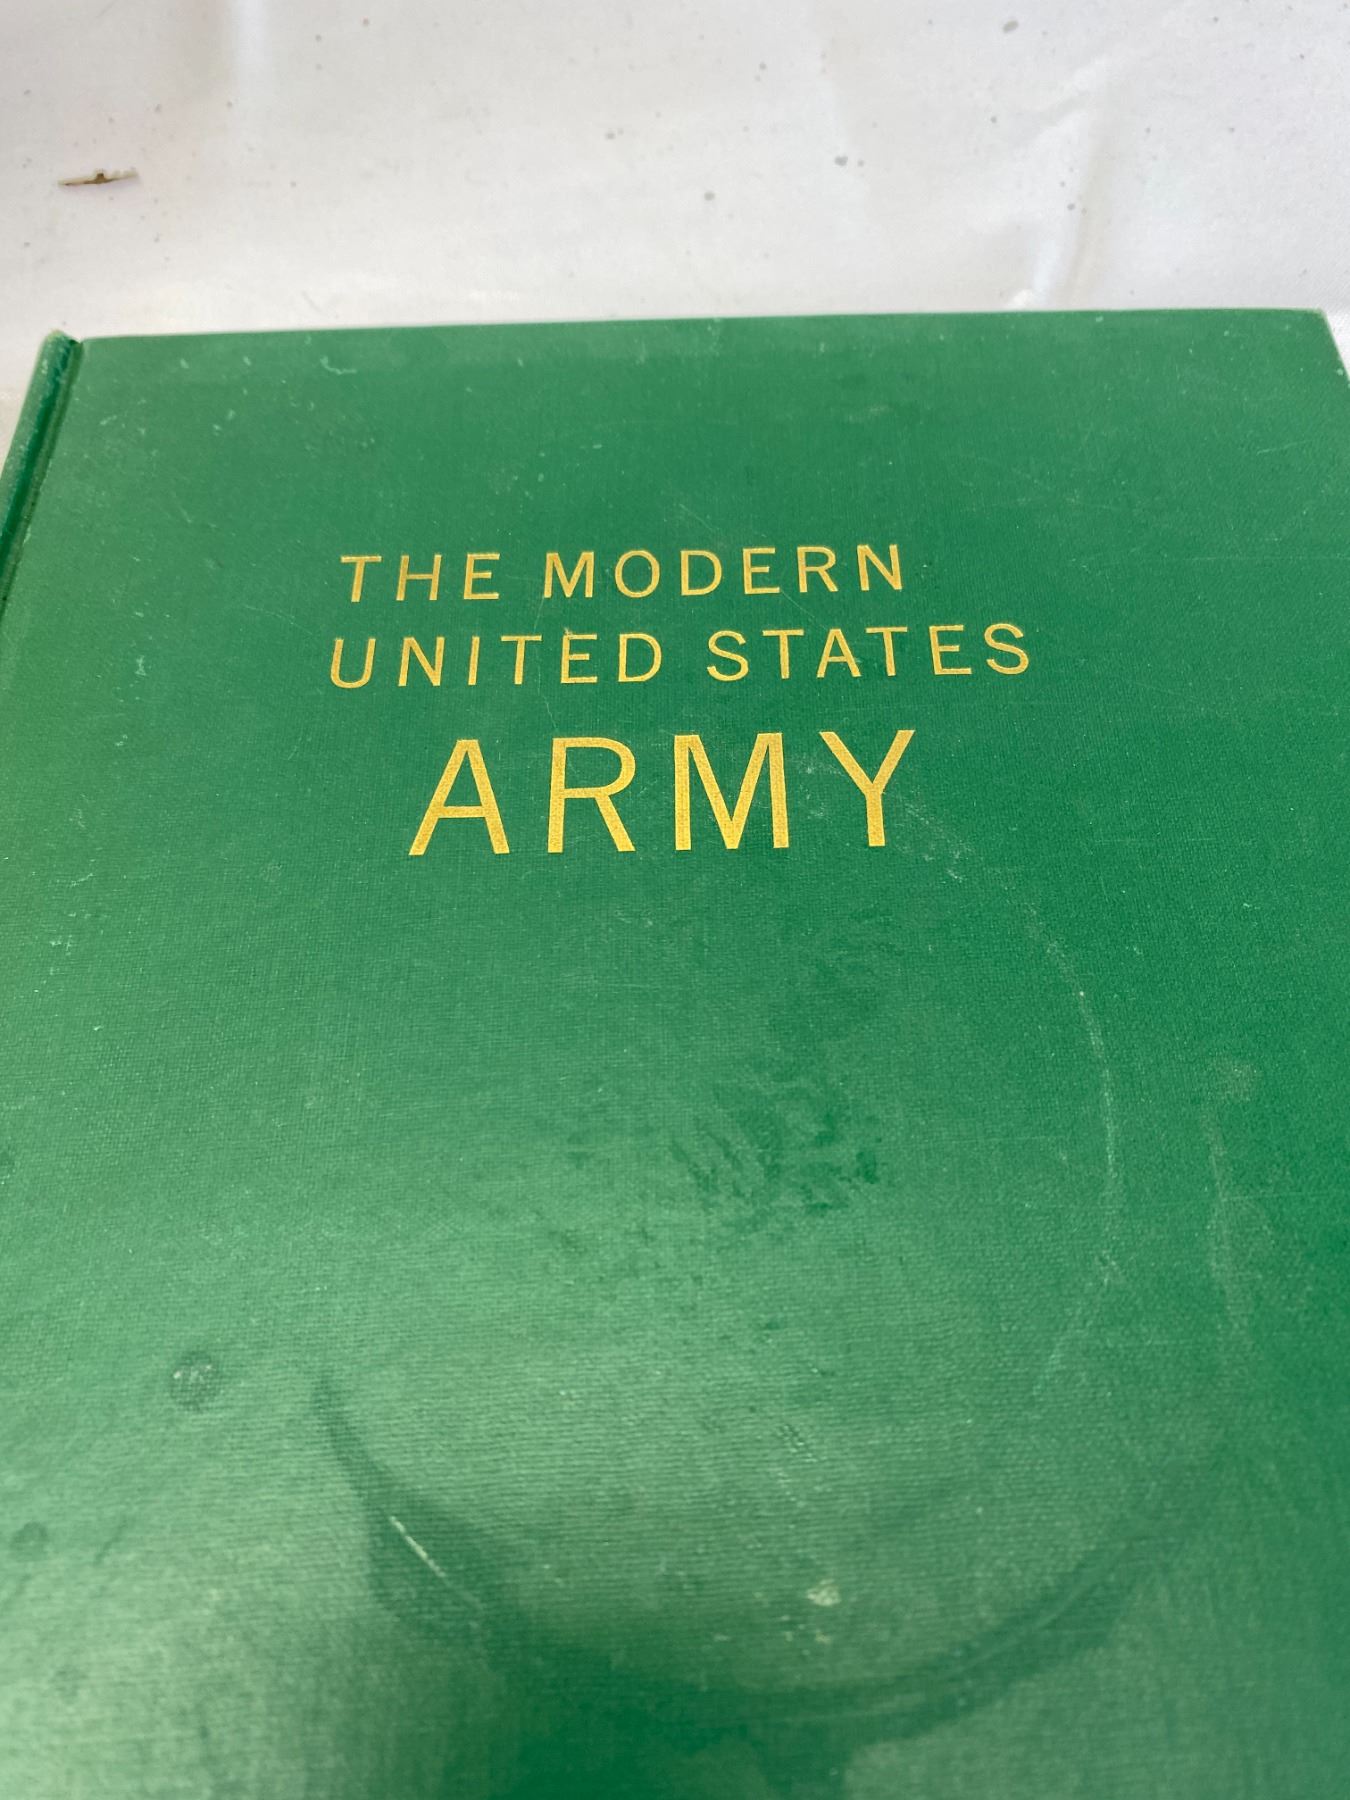 THE MODERN
UNITED STATES
ARMY